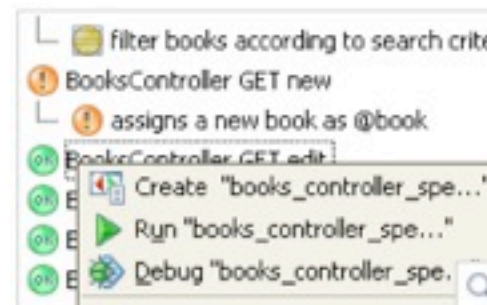 filter books according to search crite
BooksController GET new
assigns a new book as @book
OK BooksController GET edit
OK E
Create "books_controller_spe..."
OK E
Run "books_controller_spe..."
OK E
Debug "books_controller_spe.